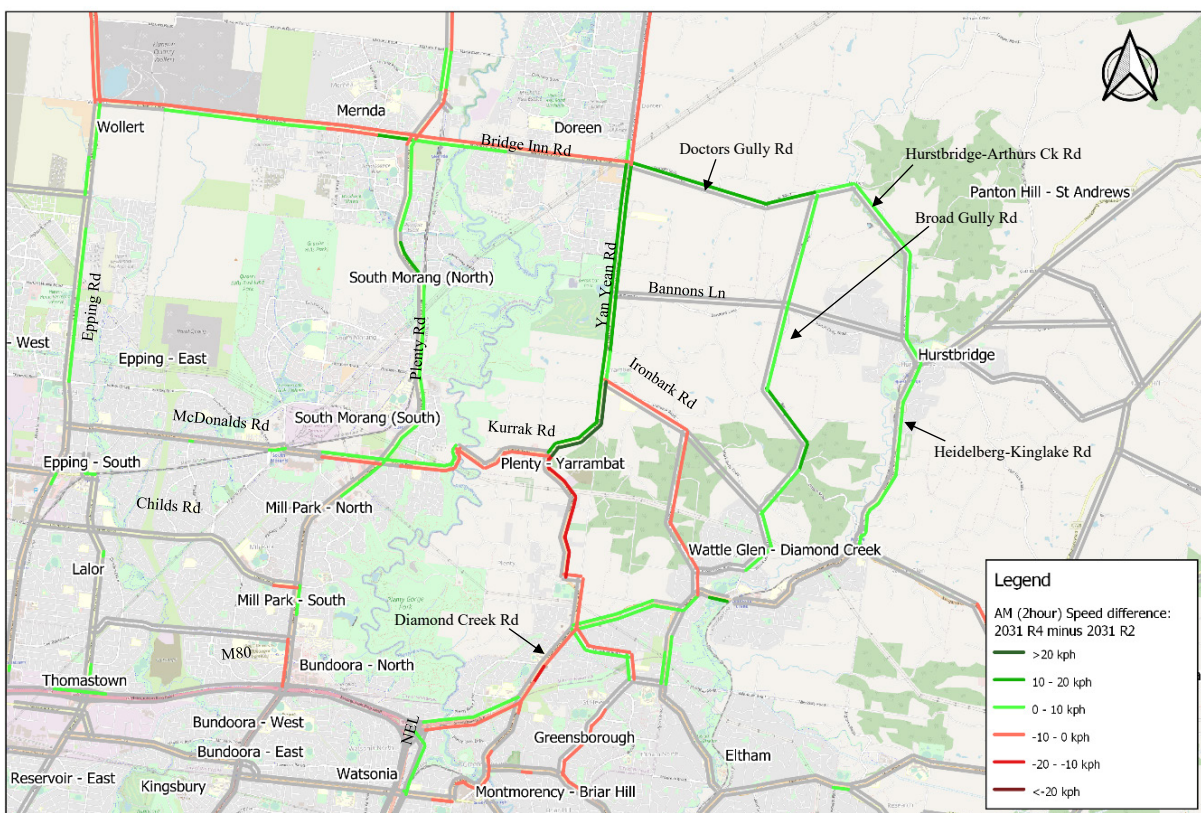 Mernda
Doreen
Wollert
Bridge Inn Rd
Doctors Gully Rd
Hurstbridge-Arthurs Ck Rd
Panton Hill - St Andrews
Broad Gully Rd
South Morang (North)
Yan Yean Rd
Bannons Ln
Epping Rd
Plenty Rd
- West
Epping - East
Hurstbridge
Ironbark Rd
McDonalds Rd
South Morang (South)
Kurrak Rd
Heidelberg-Kinglake Rd
Epping - South
Plenty - Yarrambat
Childs Rd
Mill Park - North
Wattle Glen - Diamond Creek
Lalor
Mill Park - South
Diamond Creek Rd
M80
Bundoora - North
Thomastown
Bundoora - West
NEL
Greensborough
Bundoora - East
Eltham
Watsonia
Reservoir - East
Kingsbury
Montmorency - Briar Hill
Legend
AM (2hour) Speed difference:
2031 R4 minus 2031 R2
>20 kph
10 - 20 kph
0 - 10 kph
-10 - 0 kph
-20 - -10 kph
<-20 kph